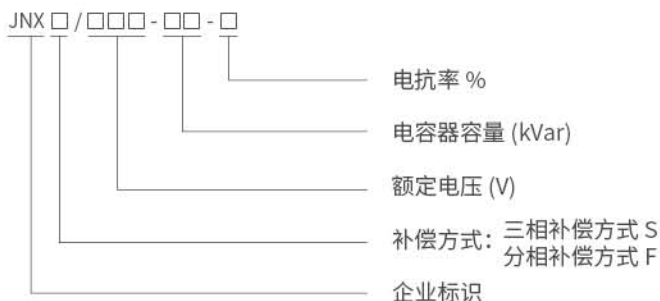 JNX □ / □□□ - □□ - □
电抗率 %
电容器容量 (kVar)
额定电压 (V)
补偿方式： 三相补偿方式 S
分相补偿方式 F
企业标识